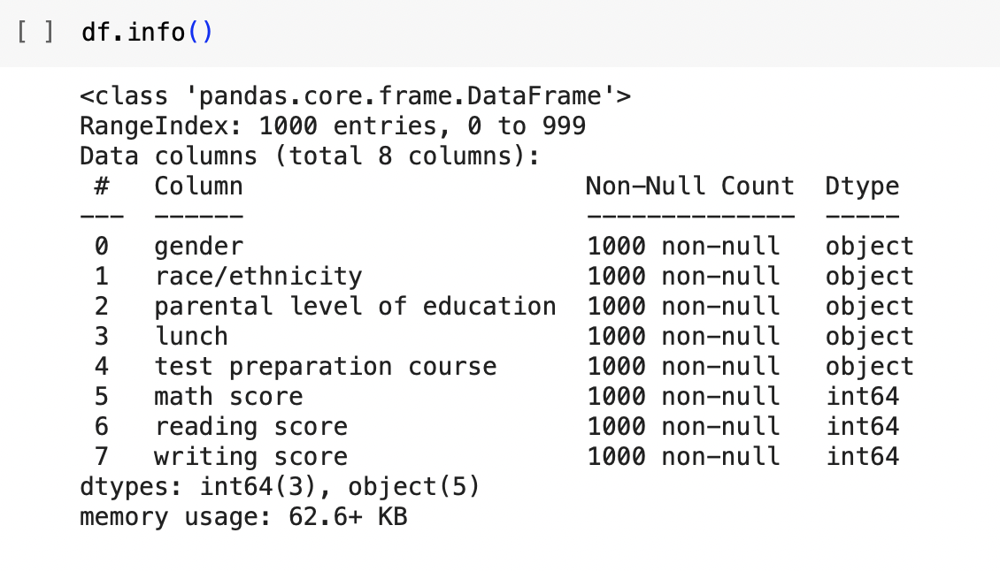 [ ] df.info()
<class 'pandas.core.frame.DataFrame'>
RangeIndex: 1000 entries, 0 to 999
Data columns (total 8 columns):
 #   Column                       Non-Null Count  Dtype
---  ------                       --------------  -----
 0   gender                       1000 non-null   object
 1   race/ethnicity               1000 non-null   object
 2   parental level of education  1000 non-null   object
 3   lunch                        1000 non-null   object
 4   test preparation course      1000 non-null   object
 5   math score                   1000 non-null   int64
 6   reading score                1000 non-null   int64
 7   writing score                1000 non-null   int64
dtypes: int64(3), object(5)
memory usage: 62.6+ KB